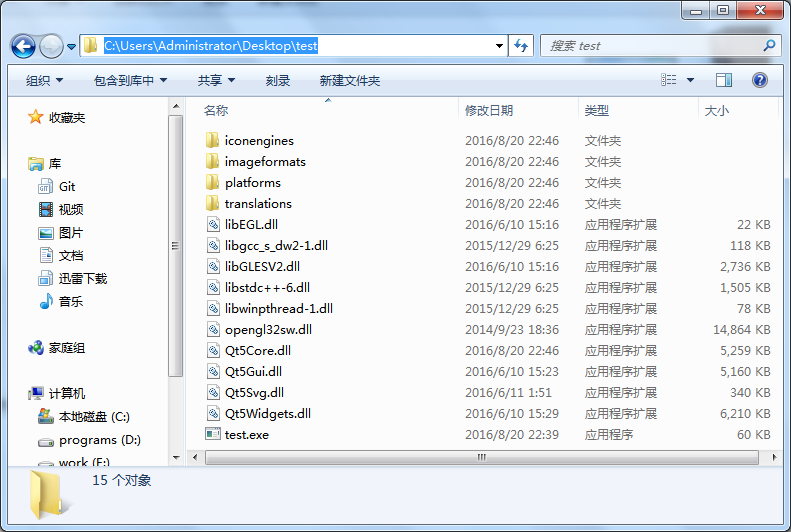 C:\Users\Administrator\Desktop\test
搜索 test
组织 包含到库中 共享 刻录 新建文件夹
收藏夹
库
Git
视频
图片
文档
迅雷下载
音乐
家庭组
计算机
本地磁盘 (C:)
programs (D:)
work (E:)
名称 修改日期 类型 大小
iconengines 2016/8/20 22:46 文件夹
imageformats 2016/8/20 22:46 文件夹
platforms 2016/8/20 22:46 文件夹
translations 2016/8/20 22:46 文件夹
libEGL.dll 2016/6/10 15:16 应用程序扩展 22 KB
libgcc_s_dw2-1.dll 2015/12/29 6:25 应用程序扩展 118 KB
libGLESV2.dll 2016/6/10 15:16 应用程序扩展 2,736 KB
libstdc++-6.dll 2015/12/29 6:25 应用程序扩展 1,505 KB
libwinpthread-1.dll 2015/12/29 6:25 应用程序扩展 78 KB
opengl32sw.dll 2014/9/23 18:36 应用程序扩展 14,864 KB
Qt5Core.dll 2016/8/20 22:46 应用程序扩展 5,259 KB
Qt5Gui.dll 2016/6/10 15:23 应用程序扩展 5,160 KB
Qt5Svg.dll 2016/6/11 1:51 应用程序扩展 340 KB
Qt5Widgets.dll 2016/6/10 15:29 应用程序扩展 6,210 KB
test.exe 2016/8/20 22:39 应用程序 60 KB
15 个对象